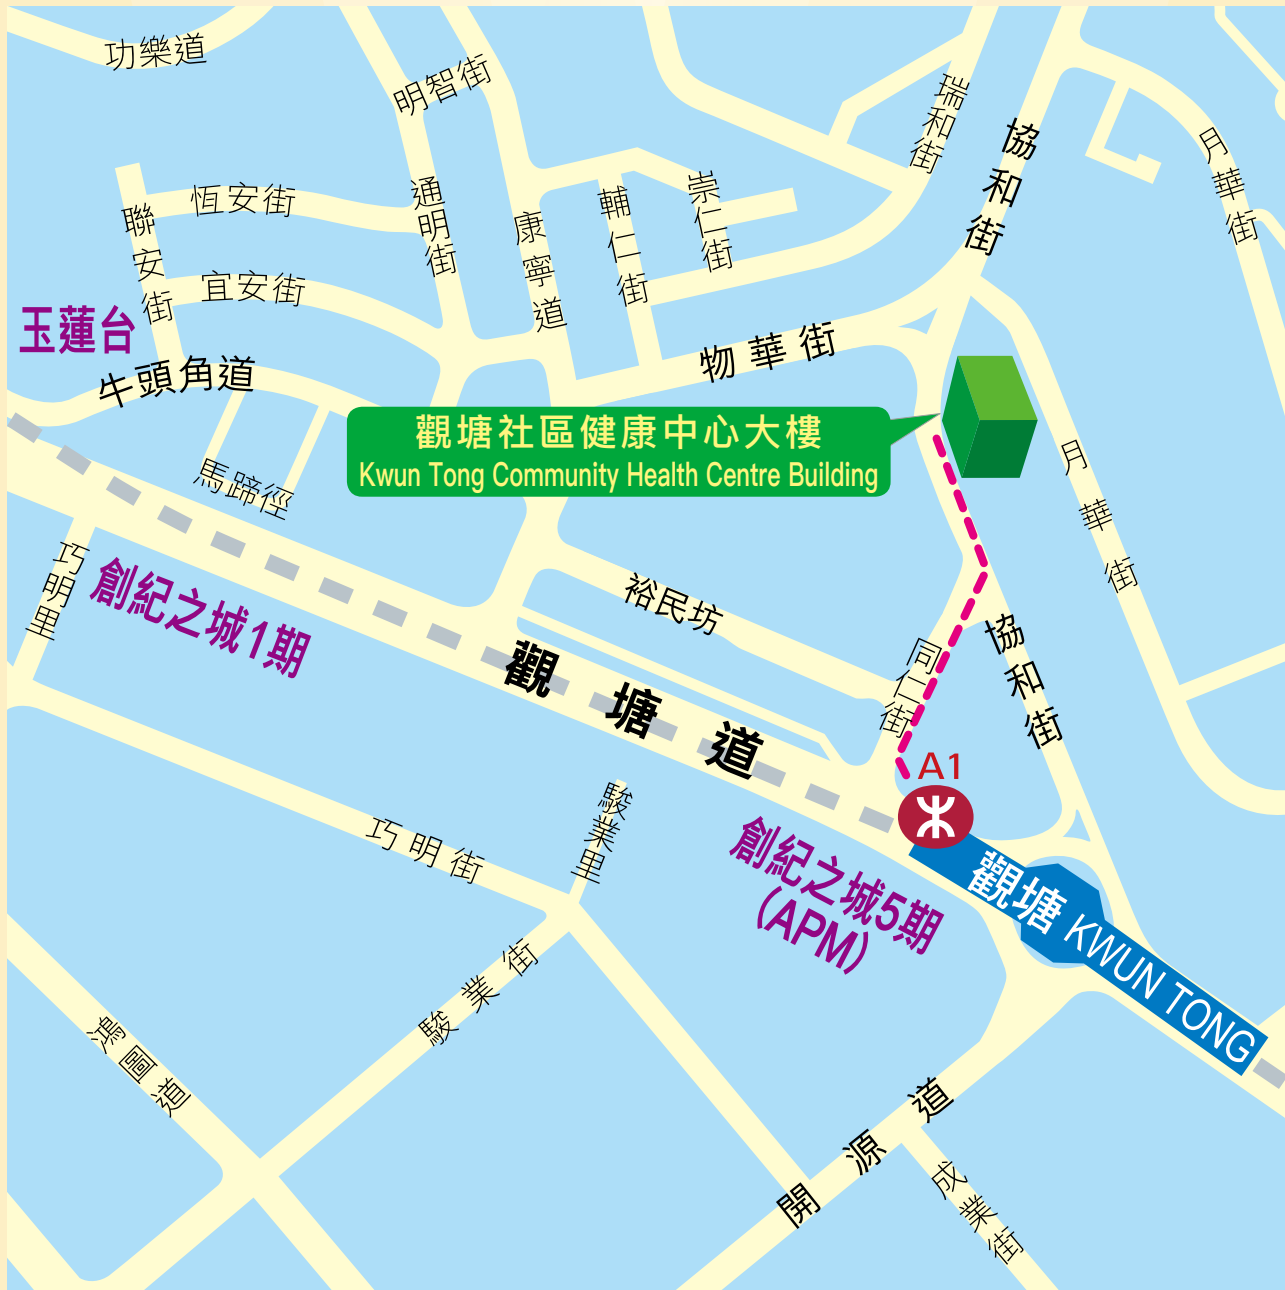 功樂道
明智街
瑞和街
協和街
月華街
恆安街
聯安街
通明街
康寧道
輔仁街
崇仁街
宜安街
玉蓮台
牛頭角道
物華街
觀塘社區健康中心大樓
Kwun Tong Community Health Centre Building
月華街
馬蹄徑
巧明里
創紀之城1期
裕民坊
協和街
同仁街
觀塘道
A1
駿業里
巧明街
創紀之城5期
(APM)
觀塘 KWUN TONG
駿業街
鴻圖道
開源道
成業街